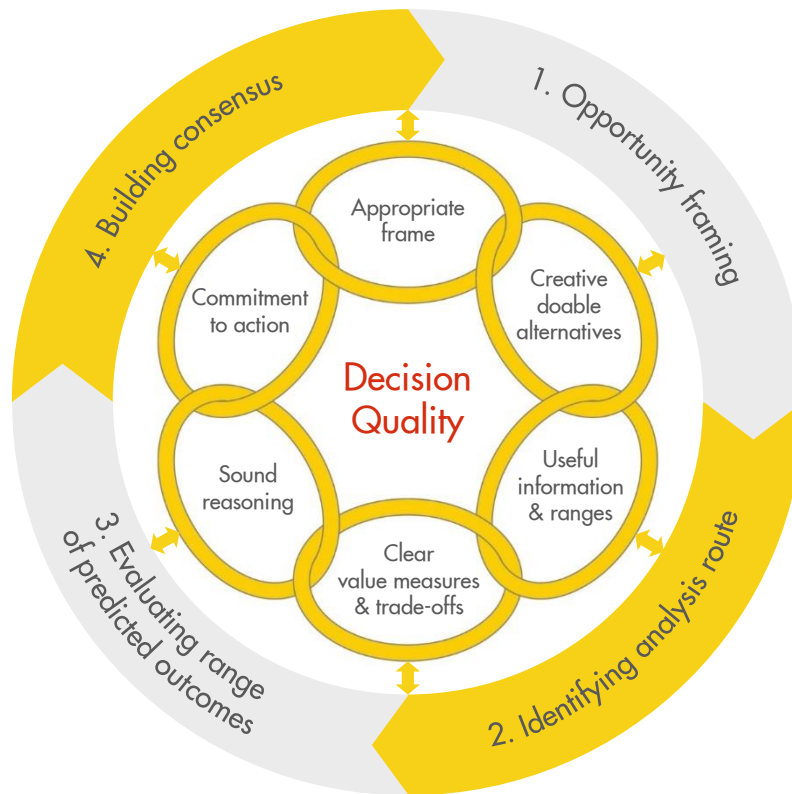 1. Opportunity framing
2. Identifying analysis route
3. Evaluating range
of predicted outcomes
4. Building consensus
Appropriate
frame
Creative
doable
alternatives
Useful
information
& ranges
Clear
value measures
& trade-offs
Sound
reasoning
Commitment
to action
Decision
Quality